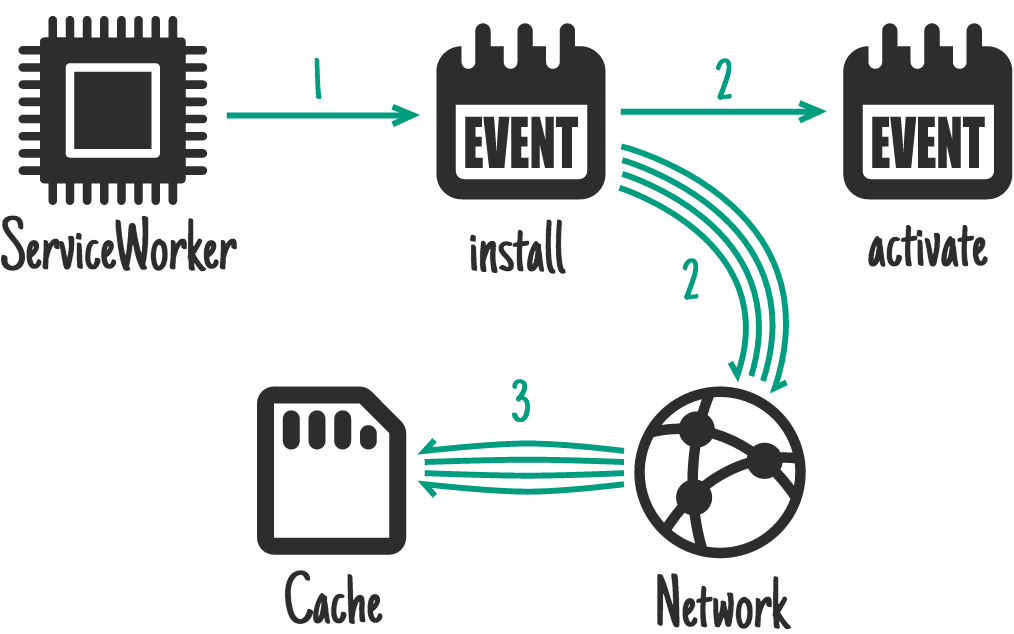 1
2
EVENT
EVENT
ServiceWorker
install
activate
2
3
Cache
Network